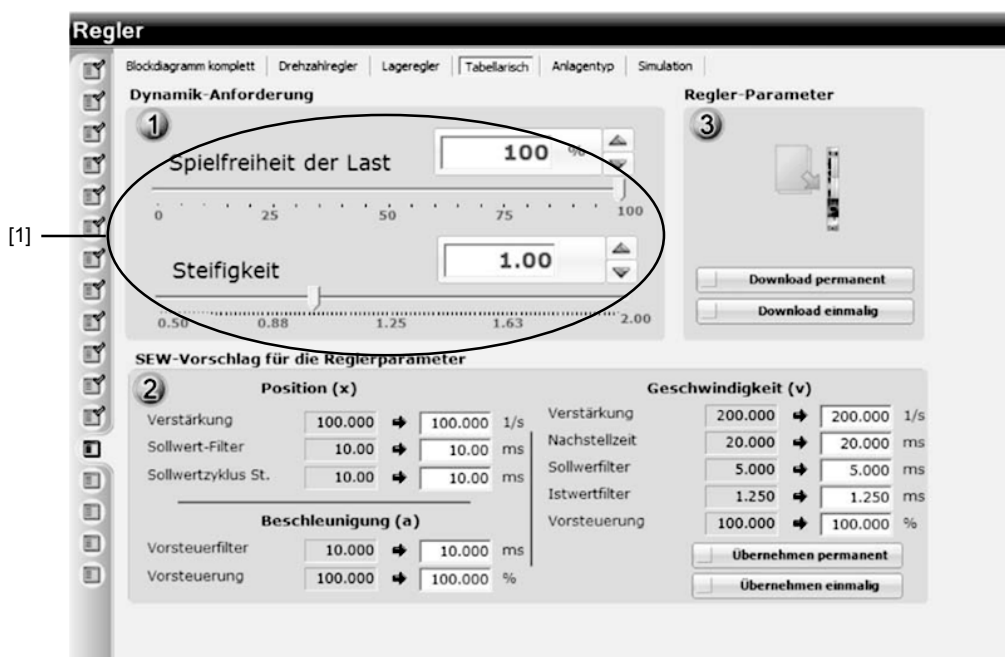 Regler
Blockdiagramm komplett Drehzahlregler Lageregler Tabellarisch Anlagentyp Simulation
Dynamik-Anforderung
1
Spielfreiheit der Last 100 %
0 25 50 75 100
[1]
Steifigkeit 1.00
0.50 0.88 1.25 1.63 2.00
Regler-Parameter
3
Download permanent
Download einmalig
SEW-Vorschlag für die Reglerparameter
2
Position (x)
Verstärkung 100.000 100.000 1/s
Sollwert-Filter 10.00 10.00 ms
Sollwertzyklus St. 10.00 10.00 ms
Beschleunigung (a)
Vorsteuerfilter 10.000 10.000 ms
Vorsteuerung 100.000 100.000 %
Geschwindigkeit (v)
Verstärkung 200.000 200.000 1/s
Nachstellzeit 20.000 20.000 ms
Sollwerfilter 5.000 5.000 ms
Istwertfilter 1.250 1.250 ms
Vorsteuerung 100.000 100.000 %
Übernehmen permanent
Übernehmen einmalig